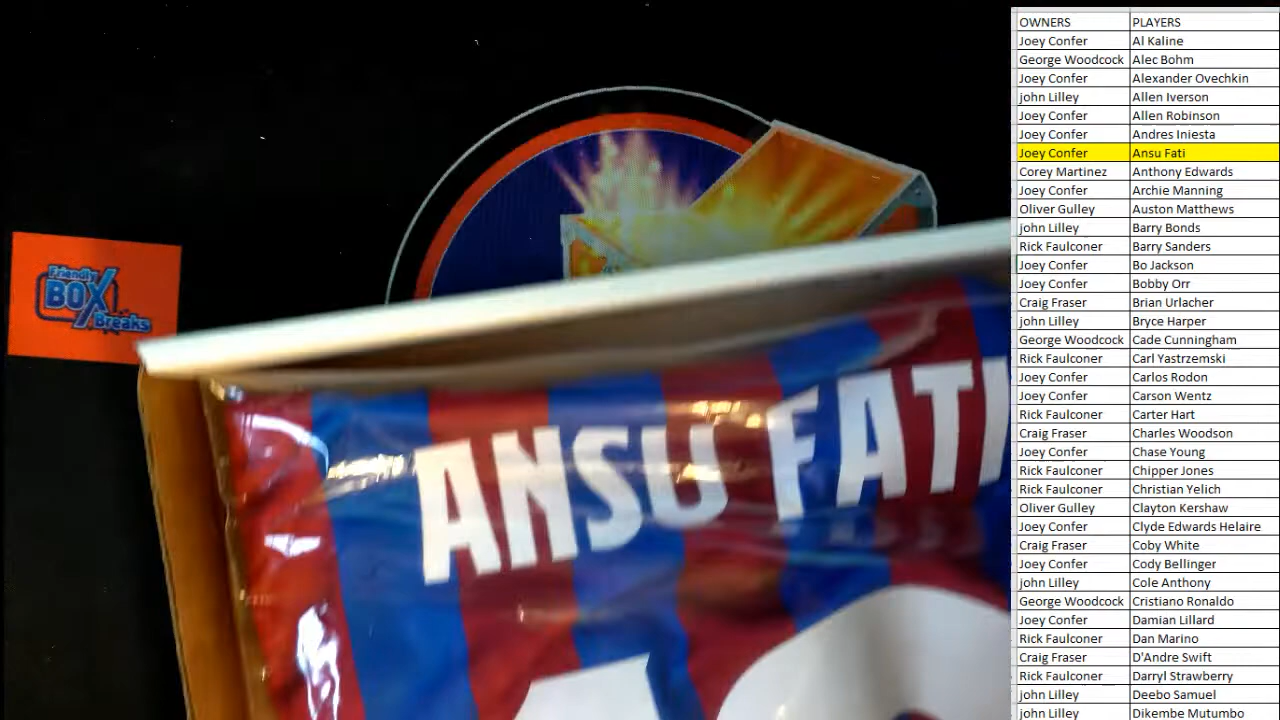 OWNERS PLAYERS
Joey Confer Al Kaline
George Woodcock Alec Bohm
Joey Confer Alexander Ovechkin
john Lilley Allen Iverson
Joey Confer Allen Robinson
Joey Confer Andres Iniesta
Joey Confer Ansu Fati
Corey Martinez Anthony Edwards
Joey Confer Archie Manning
Oliver Gulley Auston Matthews
john Lilley Barry Bonds
Rick Faulconer Barry Sanders
Joey Confer Bo Jackson
Joey Confer Bobby Orr
Craig Fraser Brian Urlacher
john Lilley Bryce Harper
George Woodcock Cade Cunningham
Rick Faulconer Carl Yastrzemski
Joey Confer Carlos Rodon
Joey Confer Carson Wentz
Rick Faulconer Carter Hart
Craig Fraser Charles Woodson
Joey Confer Chase Young
Rick Faulconer Chipper Jones
Rick Faulconer Christian Yelich
Oliver Gulley Clayton Kershaw
Joey Confer Clyde Edwards Helaire
Craig Fraser Coby White
Joey Confer Cody Bellinger
john Lilley Cole Anthony
George Woodcock Cristiano Ronaldo
Joey Confer Damian Lillard
Rick Faulconer Dan Marino
Craig Fraser D'Andre Swift
Rick Faulconer Darryl Strawberry
john Lilley Deebo Samuel
john Lilley Dikembe Mutumbo
Friendly
BOX
Breaks
ANSU FATI